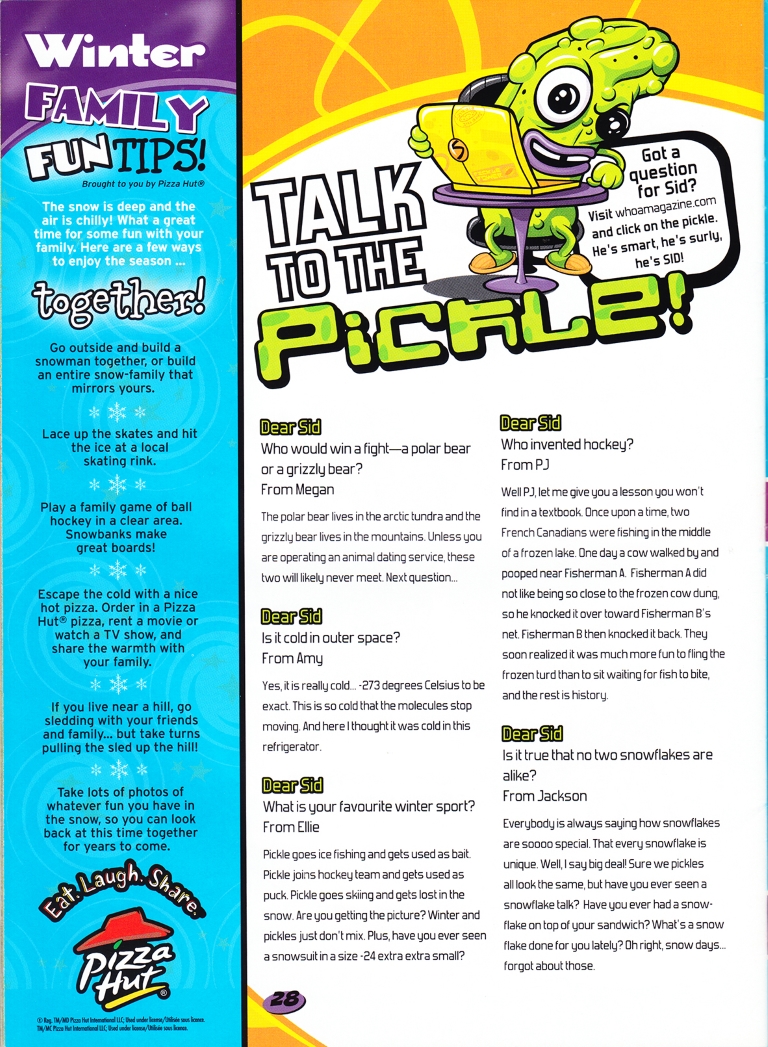 Winter
FAMILY
FUN TIPS!
Brought to you by Pizza Hut®
The snow is deep and the
air is chilly! What a great
time for some fun with your
family. Here are a few ways
to enjoy the season ...
together!
Go outside and build a
snowman together, or build
an entire snow-family that
mirrors yours.
Lace up the skates and hit
the ice at a local
skating rink.
Play a family game of ball
hockey in a clear area.
Snowbanks make
great boards!
Escape the cold with a nice
hot pizza. Order in a Pizza
Hut® pizza, rent a movie or
watch a TV show, and
share the warmth with
your family.
If you live near a hill, go
sledding with your friends
and family... but take turns
pulling the sled up the hill!
Take lots of photos of
whatever fun you have in
the snow, so you can look
back at this time together
for years to come.
Eat. Laugh. Share.
Pizza
Hut®
® Reg. TM/MD Pizza Hut International LLC; Used under license/Utilisée sous licence.
TM/MC Pizza Hut International LLC; Used under license/Utilisée sous licence.
TALK
TO THE
PiCKLE!
Got a
question
for Sid?
Visit whoamagazine.com
and click on the pickle.
He's smart, he's surly,
he's SID!
Dear Sid
Who would win a fight—a polar bear
or a grizzly bear?
From Megan
The polar bear lives in the arctic tundra and the
grizzly bear lives in the mountains. Unless you
are operating an animal dating service, these
two will likely never meet. Next question...
Dear Sid
Is it cold in outer space?
From Amy
Yes, it is really cold... -273 degrees Celsius to be
exact. This is so cold that the molecules stop
moving. And here I thought it was cold in this
refrigerator.
Dear Sid
What is your favourite winter sport?
From Ellie
Pickle goes ice fishing and gets used as bait.
Pickle joins hockey team and gets used as
puck. Pickle goes skiing and gets lost in the
snow. Are you getting the picture? Winter and
pickles just don't mix. Plus, have you ever seen
a snowsuit in a size -24 extra extra small?
Dear Sid
Who invented hockey?
From PJ
Well PJ, let me give you a lesson you won't
find in a textbook. Once upon a time, two
French Canadians were fishing in the middle
of a frozen lake. One day a cow walked by and
pooped near Fisherman A. Fisherman A did
not like being so close to the frozen cow dung,
so he knocked it over toward Fisherman B's
net. Fisherman B then knocked it back. They
soon realized it was much more fun to fling the
frozen turd than to sit waiting for fish to bite,
and the rest is history.
Dear Sid
Is it true that no two snowflakes are
alike?
From Jackson
Everybody is always saying how snowflakes
are soooo special. That every snowflake is
unique. Well, I say big deal! Sure we pickles
all look the same, but have you ever seen a
snowflake talk? Have you ever had a snow-
flake on top of your sandwich? What's a snow
flake done for you lately? Oh right, snow days...
forgot about those.
28